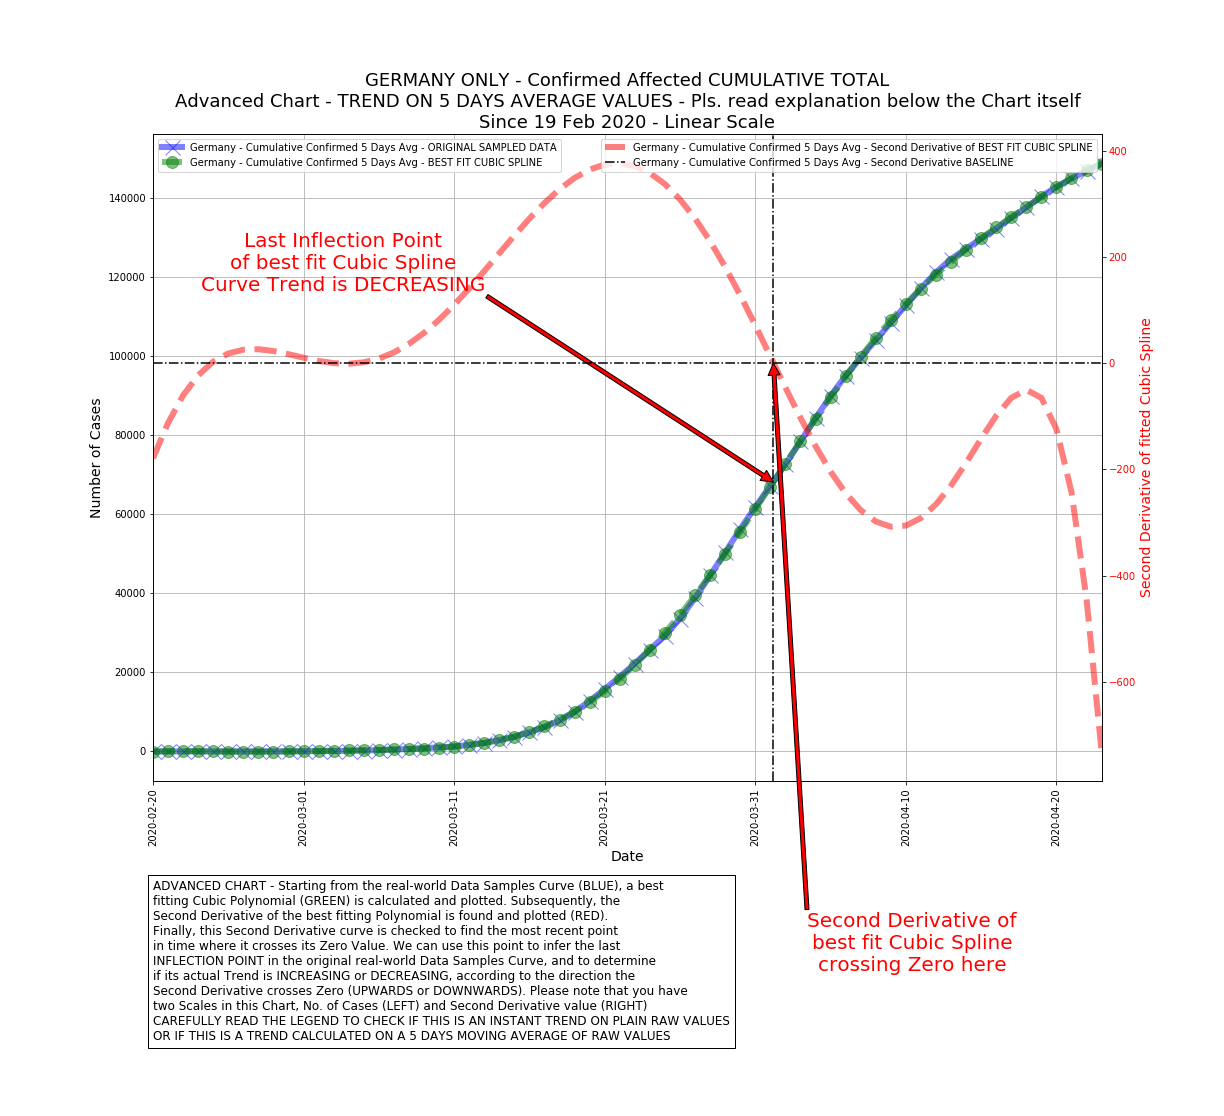 GERMANY ONLY - Confirmed Affected CUMULATIVE TOTAL
Advanced Chart - TREND ON 5 DAYS AVERAGE VALUES - Pls. read explanation below the Chart itself
Since 19 Feb 2020 - Linear Scale
Germany - Cumulative Confirmed 5 Days Avg - ORIGINAL SAMPLED DATA
Germany - Cumulative Confirmed 5 Days Avg - BEST FIT CUBIC SPLINE
Germany - Cumulative Confirmed 5 Days Avg - Second Derivative of BEST FIT CUBIC SPLINE
Germany - Cumulative Confirmed 5 Days Avg - Second Derivative BASELINE
Last Inflection Point
of best fit Cubic Spline
Curve Trend is DECREASING
Number of Cases
140000
120000
100000
80000
60000
40000
20000
0
400
200
0
−200
−400
−600
Second Derivative of fitted Cubic Spline
2020-02-20
2020-03-01
2020-03-11
2020-03-21
2020-03-31
2020-04-10
2020-04-20
Date
Second Derivative of
best fit Cubic Spline
crossing Zero here
ADVANCED CHART - Starting from the real-world Data Samples Curve (BLUE), a best
fitting Cubic Polynomial (GREEN) is calculated and plotted. Subsequently, the
Second Derivative of the best fitting Polynomial is found and plotted (RED).
Finally, this Second Derivative curve is checked to find the most recent point
in time where it crosses its Zero Value. We can use this point to infer the last
INFLECTION POINT in the original real-world Data Samples Curve, and to determine
if its actual Trend is INCREASING or DECREASING, according to the direction the
Second Derivative crosses Zero (UPWARDS or DOWNWARDS). Please note that you have
two Scales in this Chart, No. of Cases (LEFT) and Second Derivative value (RIGHT)
CAREFULLY READ THE LEGEND TO CHECK IF THIS IS AN INSTANT TREND ON PLAIN RAW VALUES
OR IF THIS IS A TREND CALCULATED ON A 5 DAYS MOVING AVERAGE OF RAW VALUES